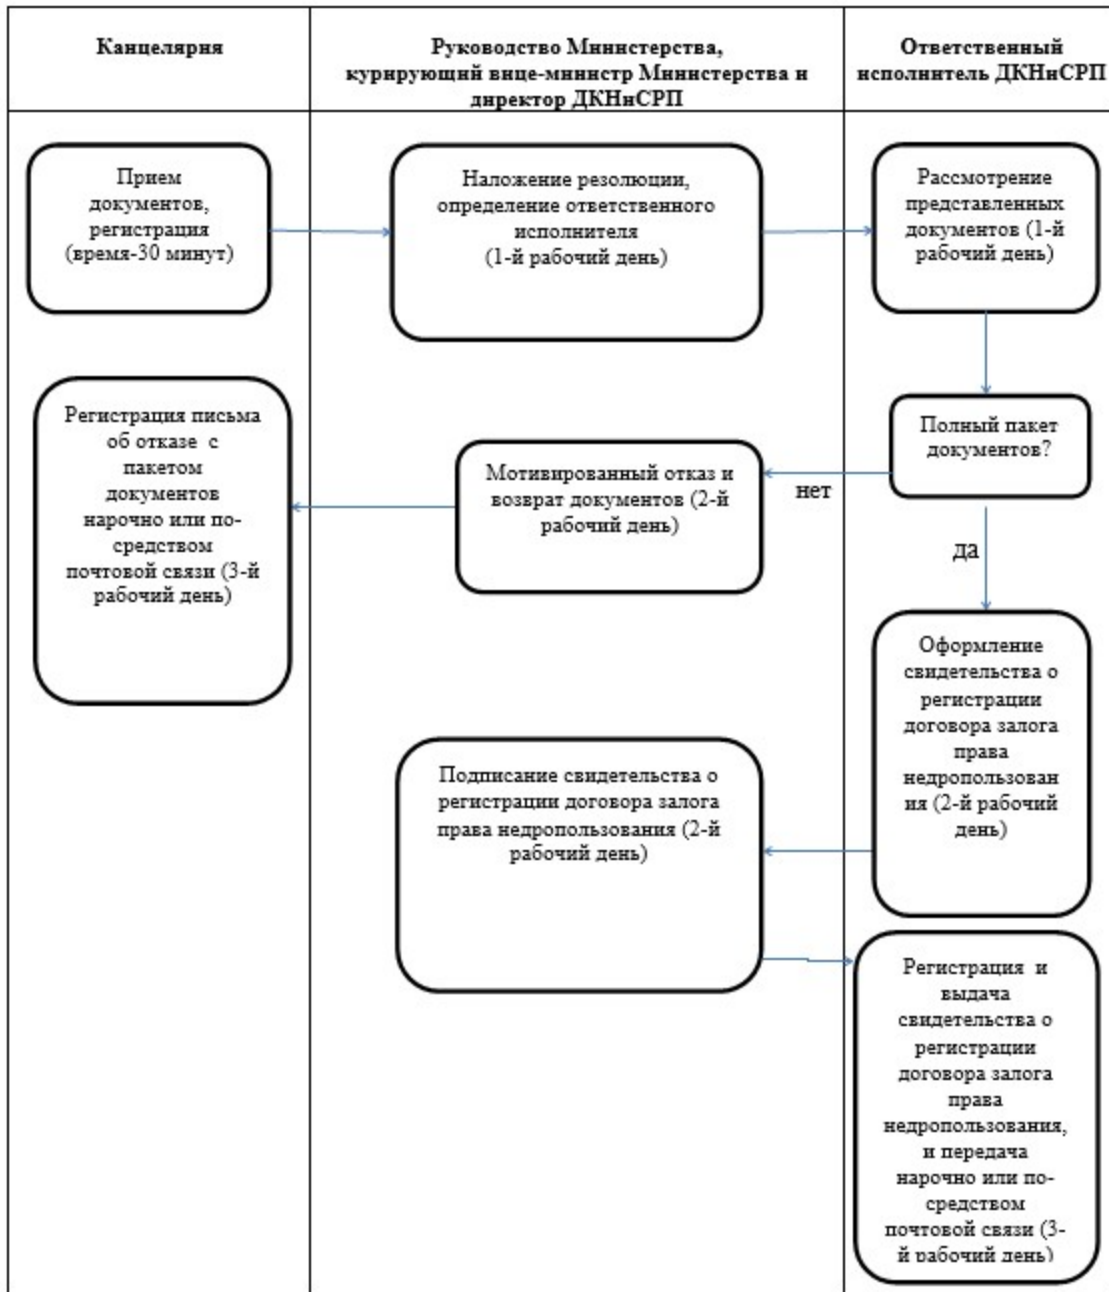 Канцелярия
Руководство Министерства,
курирующий вице-министр Министерства и
директор ДКНиСРП
Ответственный
исполнитель ДКНиСРП
Прием
документов,
регистрация
(время-30 минут)
Наложение резолюции,
определение ответственного
исполнителя
(1-й рабочий день)
Рассмотрение
представленных
документов (1-й
рабочий день)
Полный пакет
документов?
нет
да
Мотивированный отказ и
возврат документов (2-й
рабочий день)
Регистрация письма
об отказе с
пакетом
документов
нарочно или по-
средством
почтовой связи (3-й
рабочий день)
Оформление
свидетельства о
регистрации
договора залога
права
недропользован
ия (2-й рабочий
день)
Подписание свидетельства о
регистрации договора залога
права недропользования (2-й
рабочий день)
Регистрация и
выдача
свидетельства о
регистрации
договора залога
права
недропользования,
и передача
нарочно или по-
средством
почтовой связи (3-
й рабочий день)